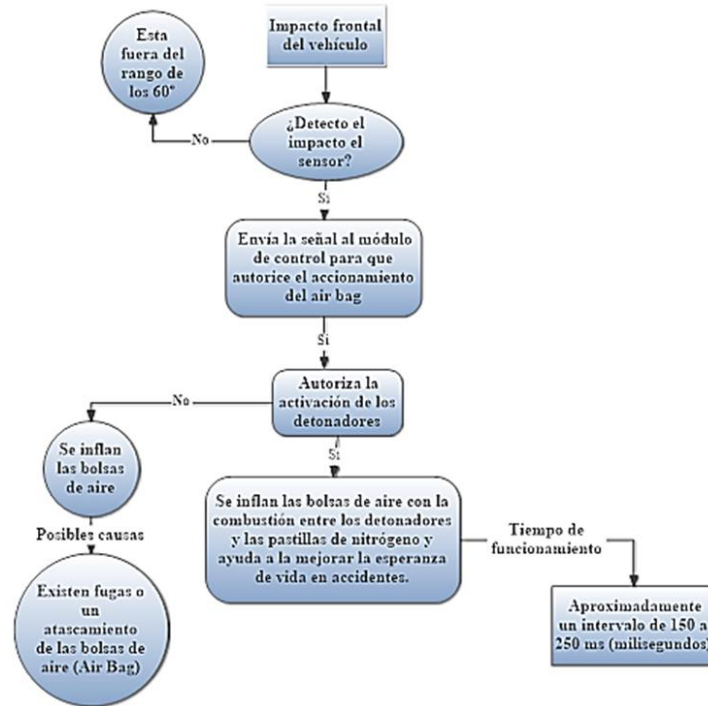 Esta
fuera del
rango de
los 60°
Impacto frontal
del vehículo
¿Detecto el
impacto el
sensor?
No
Si
Envía la señal al módulo
de control para que
autorice el accionamiento
del air bag
Si
Autoriza la
activación de los
detonadores
No
Si
Se inflan
las bolsas
de aire
Posibles causas
Existen fugas o
un
atascamiento
de las bolsas de
aire (Air Bag)
Se inflan las bolsas de aire con la
combustión entre los detonadores
y las pastillas de nitrógeno y
ayuda a la mejorar la esperanza
de vida en accidentes.
Tiempo de
funcionamiento
Aproximadamente
un intervalo de 150 a
250 ms (milisegundos)